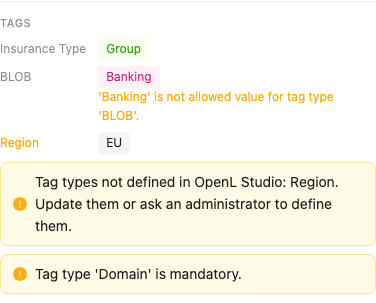 TAGS
Insurance Type Group
BLOB Banking
'Banking' is not allowed value for tag type
'BLOB'.
Region EU
Tag types not defined in OpenL Studio: Region.
Update them or ask an administrator to define
them.
Tag type 'Domain' is mandatory.